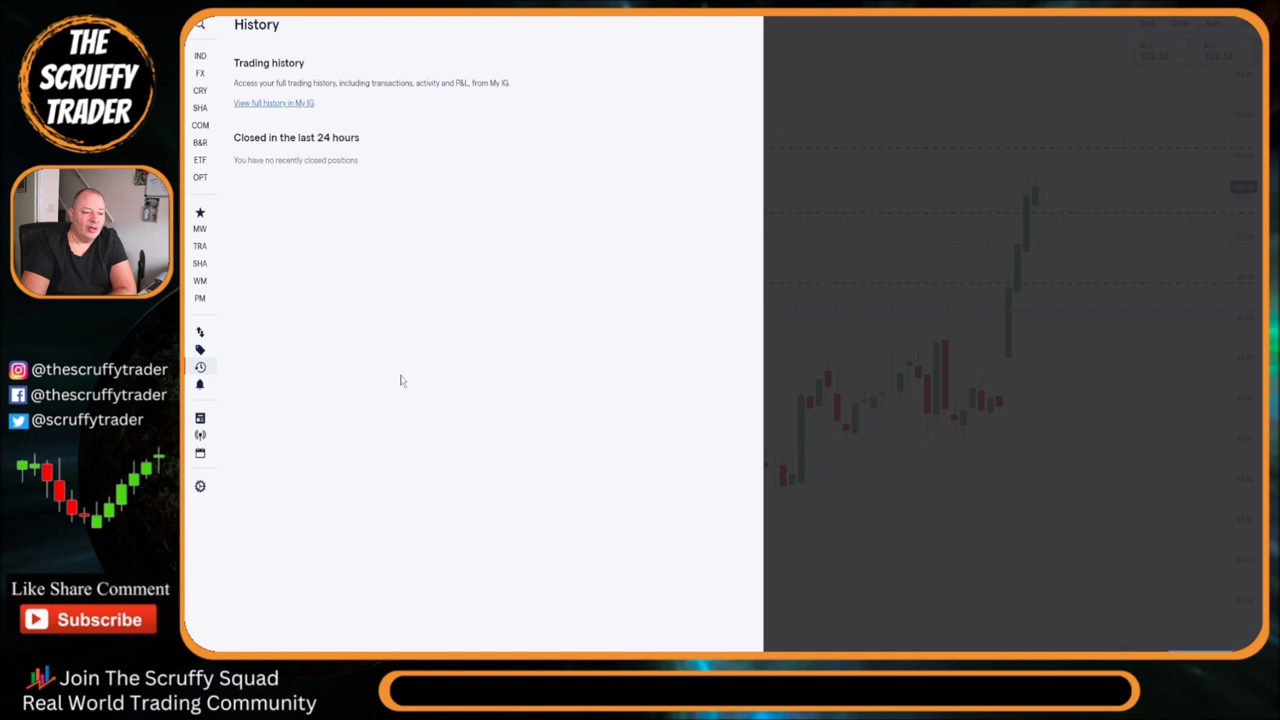 THE
SCRUFFY
TRADER
@thescruffytrader
@thescruffytrader
@scruffytrader
Like Share Comment
Subscribe
Join The Scruffy Squad
Real World Trading Community
IND
FX
CRY
SHA
COM
B&R
ETF
OPT
MW
TRA
SHA
WM
PM
History
Trading history
Access your full trading history, including transactions, activity and P&L, from My IG.
View full history in My IG
Closed in the last 24 hours
You have no recently closed positions
SELL
BUY